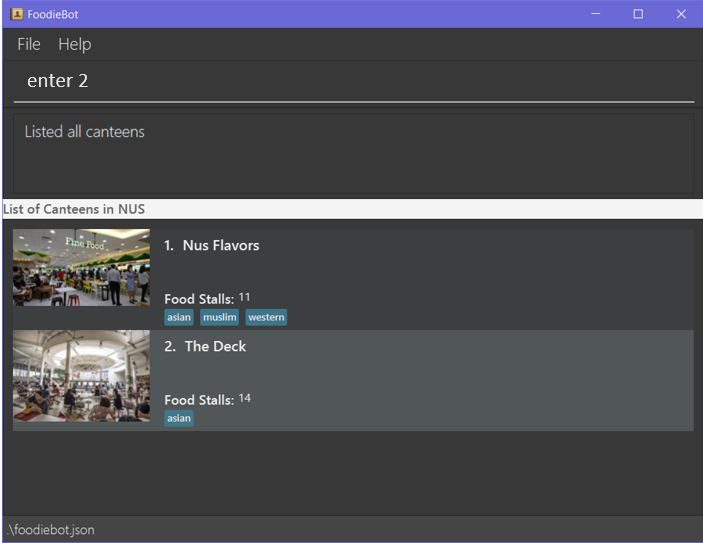 FoodieBot
File Help
enter 2
Listed all canteens
List of Canteens in NUS
Fine Food
1. Nus Flavors
Food Stalls: 11
asian muslim western
2. The Deck
Food Stalls: 14
asian
.\foodiebot.json